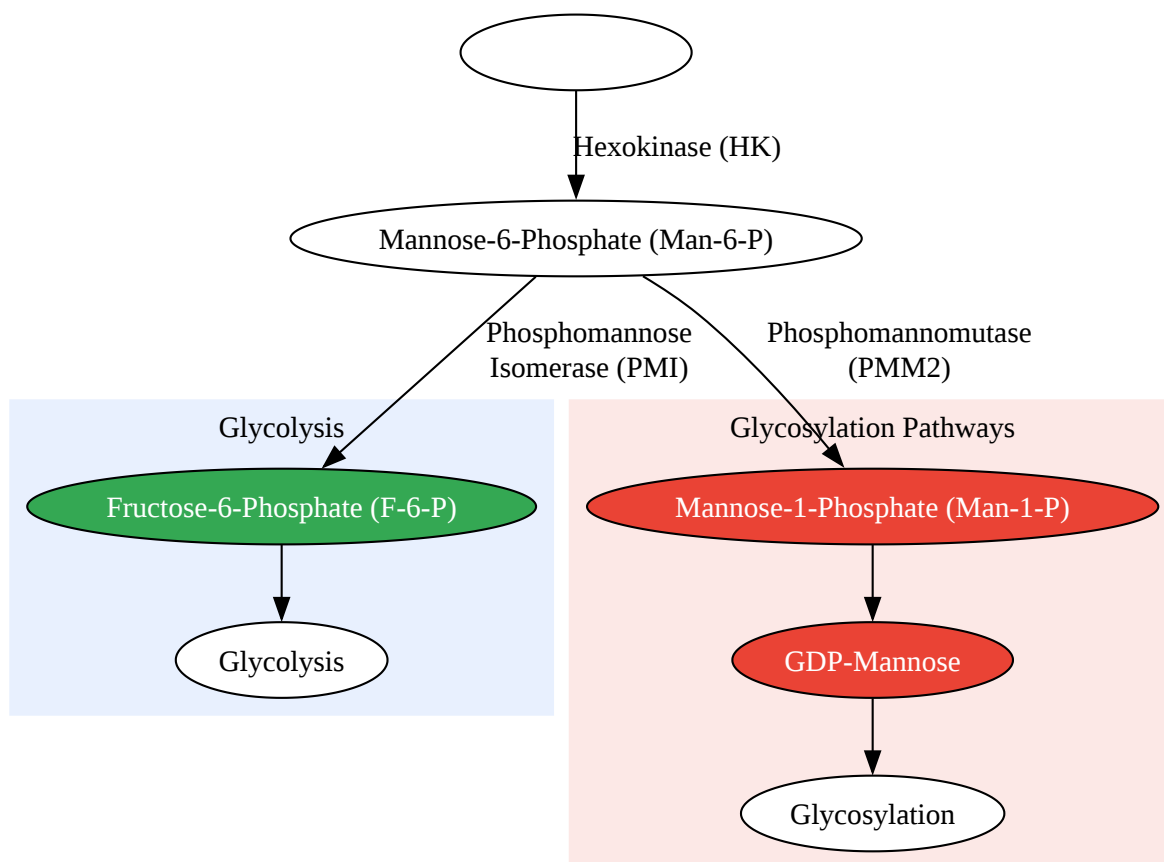 Hexokinase (HK)
Mannose-6-Phosphate (Man-6-P)
Phosphomannose
Isomerase (PMI)
Phosphomannomutase
(PMM2)
Glycolysis
Fructose-6-Phosphate (F-6-P)
Glycolysis
Glycosylation Pathways
Mannose-1-Phosphate (Man-1-P)
GDP-Mannose
Glycosylation